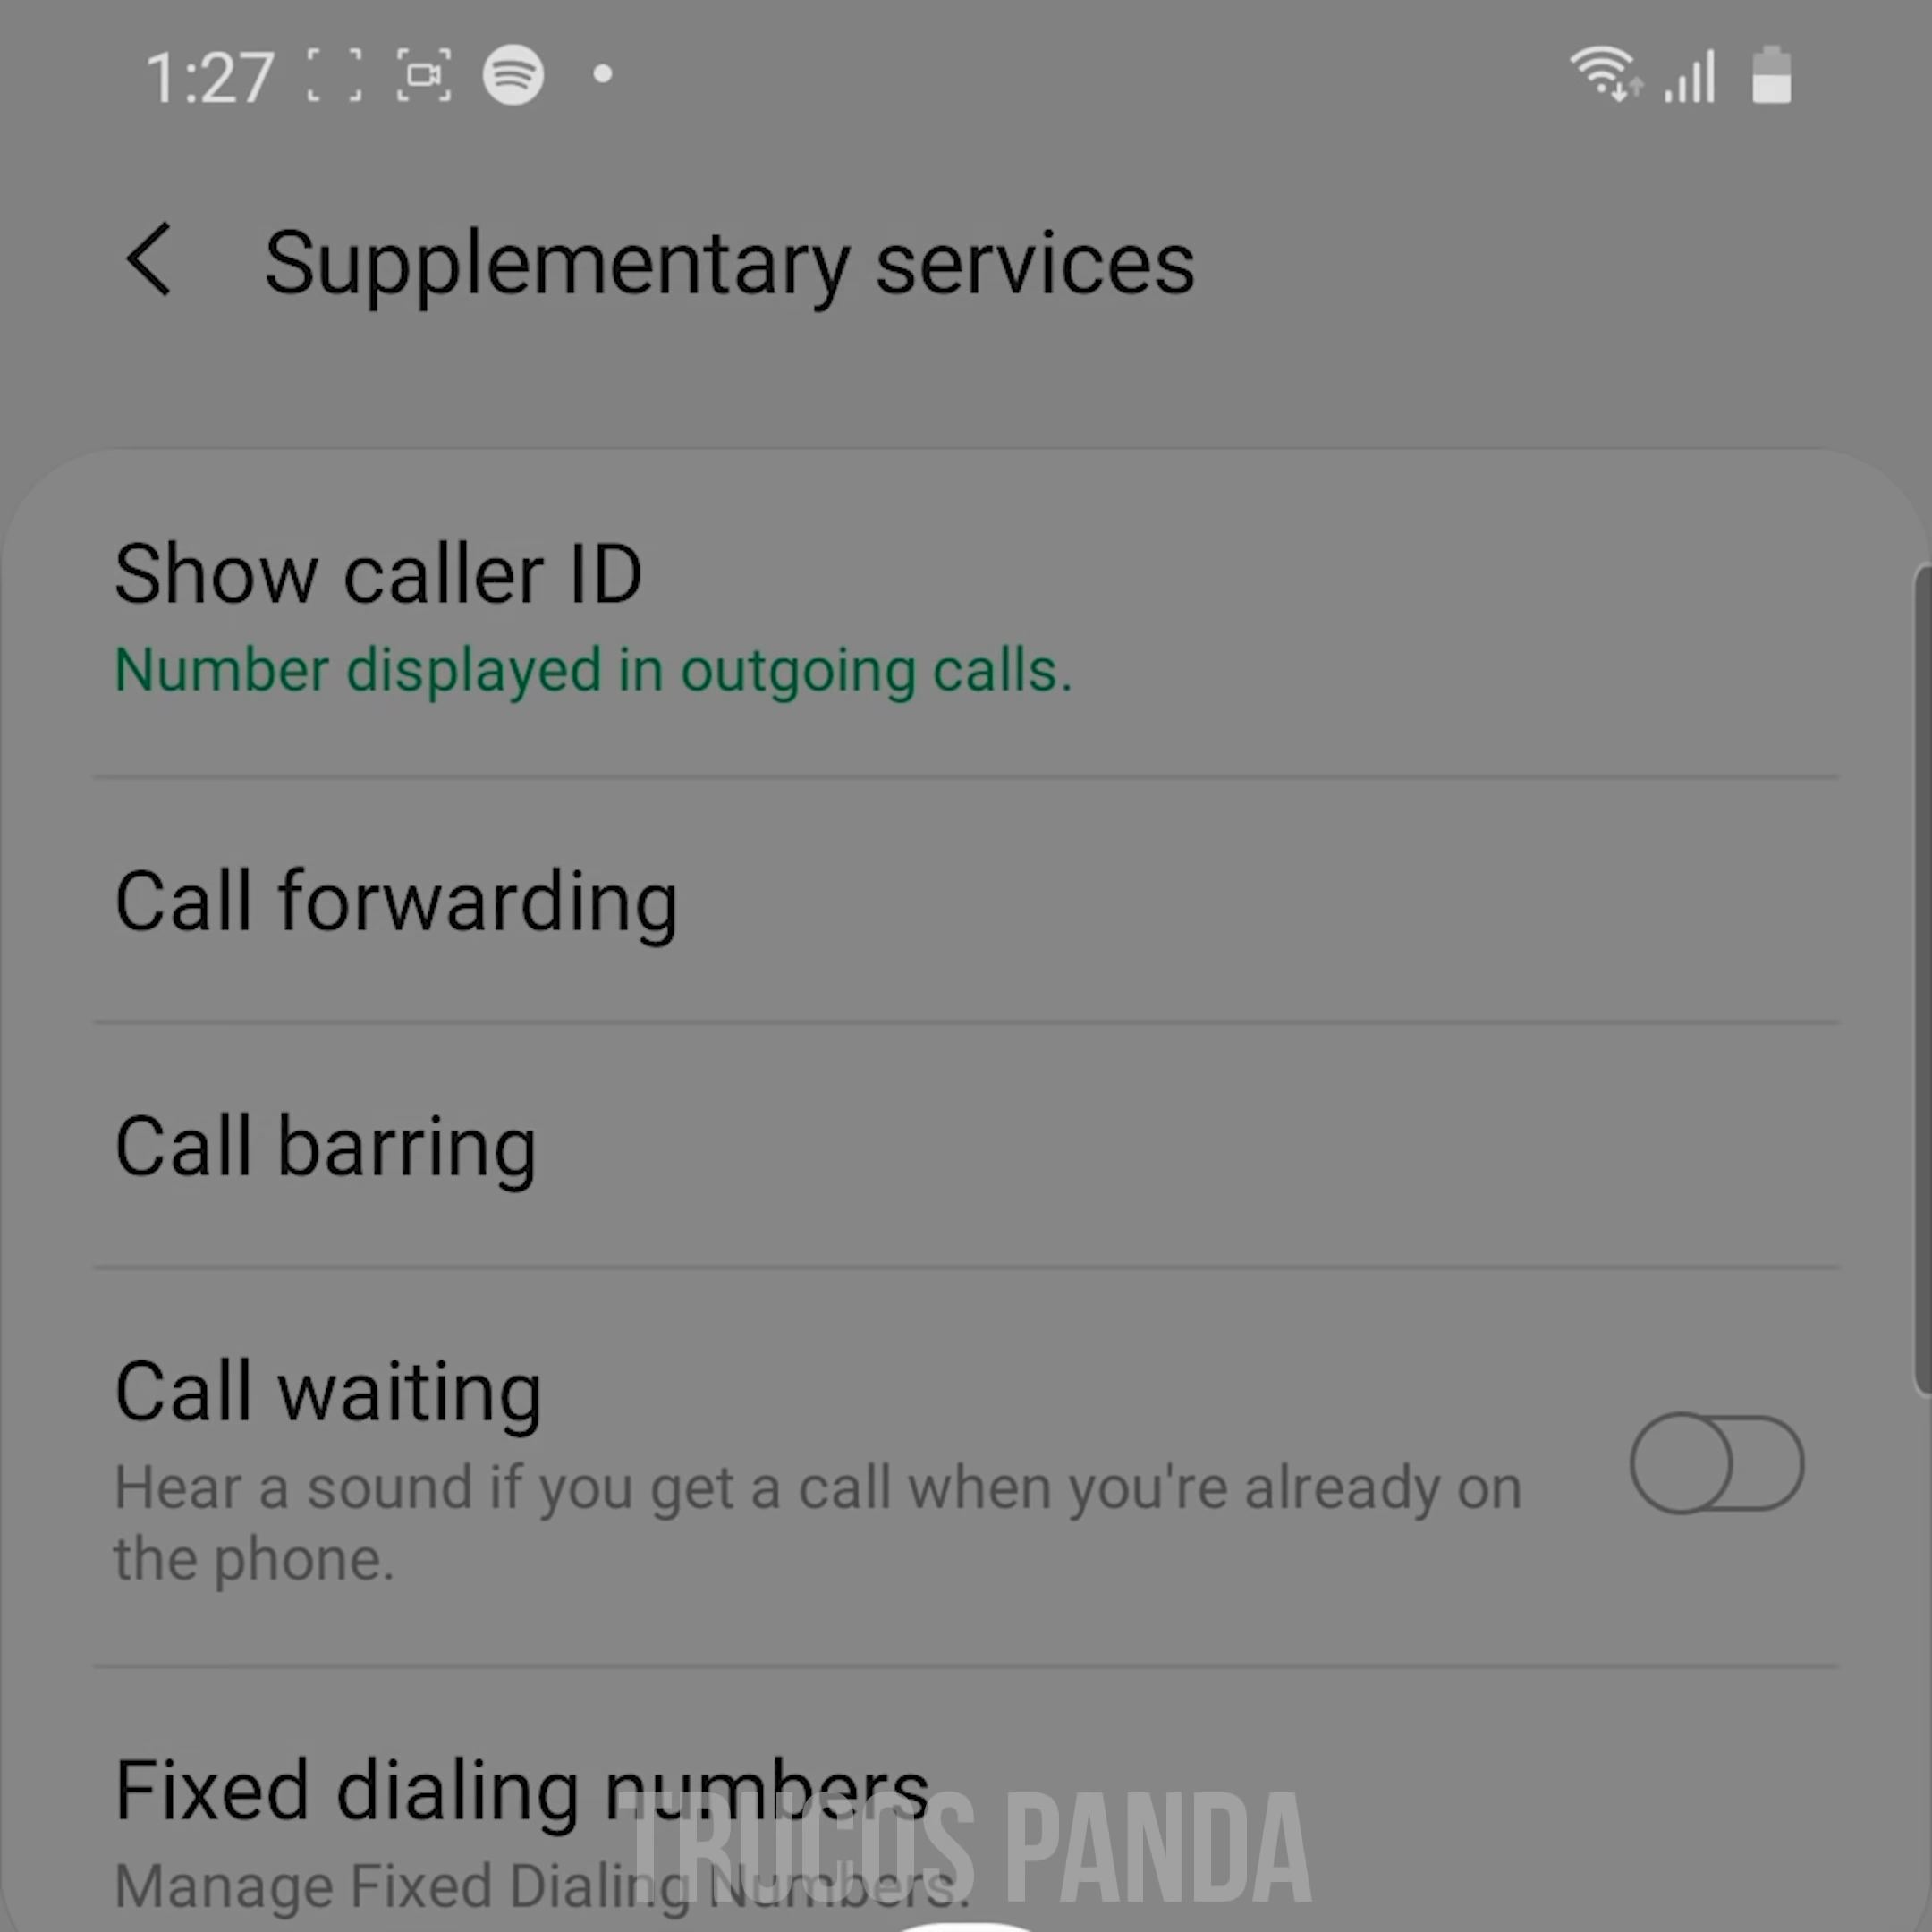 1:27
Supplementary services
Show caller ID
Number displayed in outgoing calls.
Call forwarding
Call barring
Call waiting
Hear a sound if you get a call when you're already on
the phone.
Fixed dialing numbers
Manage Fixed Dialing Numbers.
TRUCOS PANDA